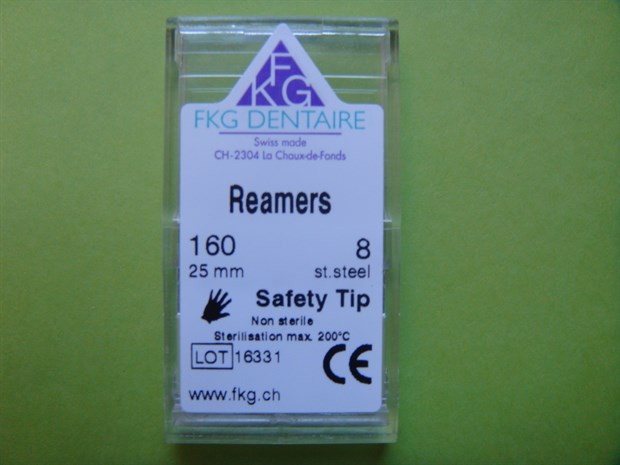 FKG
FKG DENTAIRE
Swiss made
CH-2304 La Chaux-de-Fonds
Reamers
160 8
25 mm st.steel
Safety Tip
Non sterile
Sterilisation max. 200°C
LOT 16331
CE
www.fkg.ch